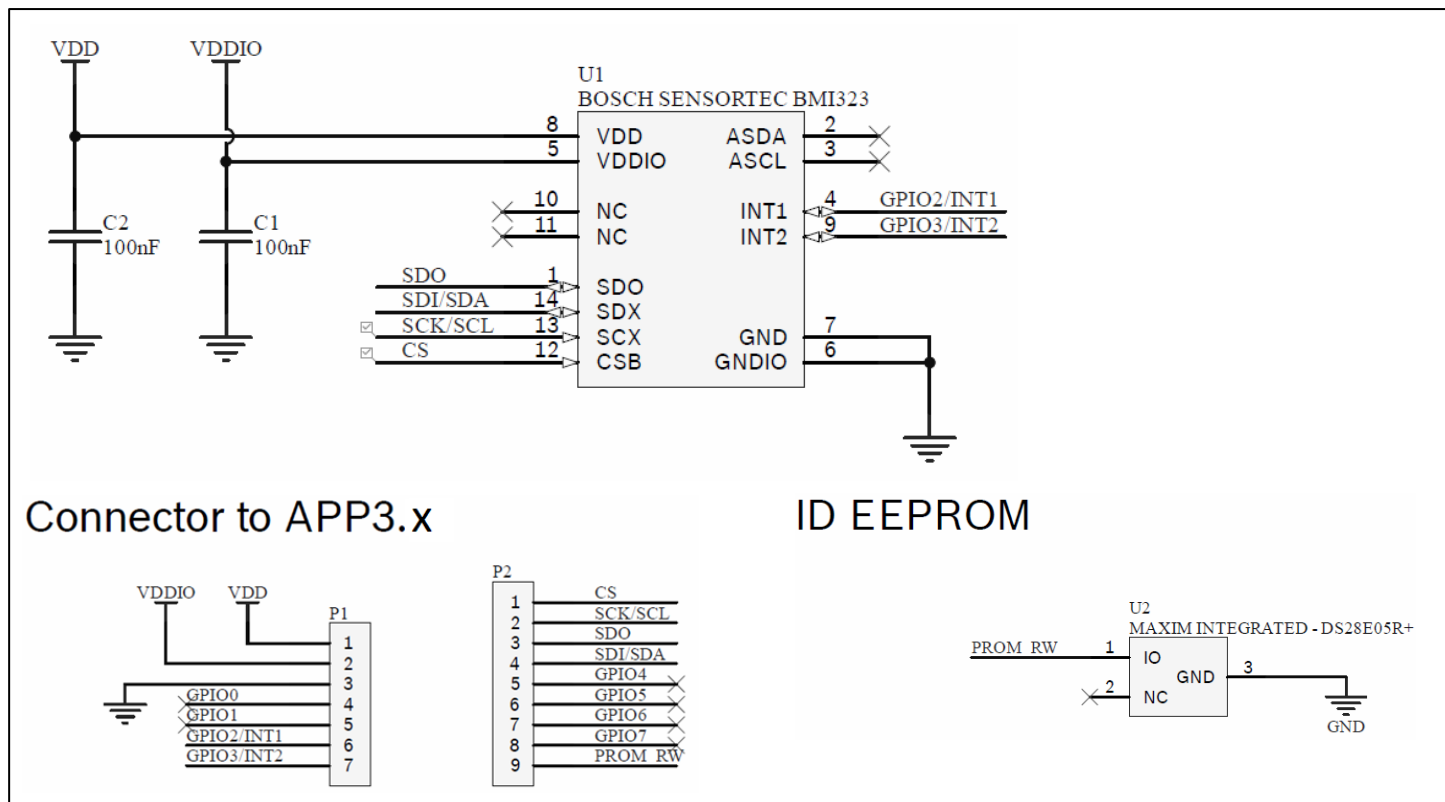 VDD
VDDIO
U1
BOSCH SENSORTEC BMI323
8 VDD ASDA 2
5 VDDIO ASCL 3
10 NC INT1 4 GPIO2/INT1
11 NC INT2 9 GPIO3/INT2
C2
100nF
C1
100nF
SDO 1 SDO
SDI/SDA 14 SDX
SCK/SCL 13 SCX GND 7
CS 12 CSB GNDIO 6
Connector to APP3.x
VDDIO
VDD
P1
1
2
3
GPIO0 4
GPIO1 5
GPIO2/INT1 6
GPIO3/INT2 7
P2
1 CS
2 SCK/SCL
3 SDO
4 SDI/SDA
5 GPIO4
6 GPIO5
7 GPIO6
8 GPIO7
9 PROM_RW
ID EEPROM
U2
MAXIM INTEGRATED - DS28E05R+
PROM_RW 1 IO
GND 3
2 NC
GND